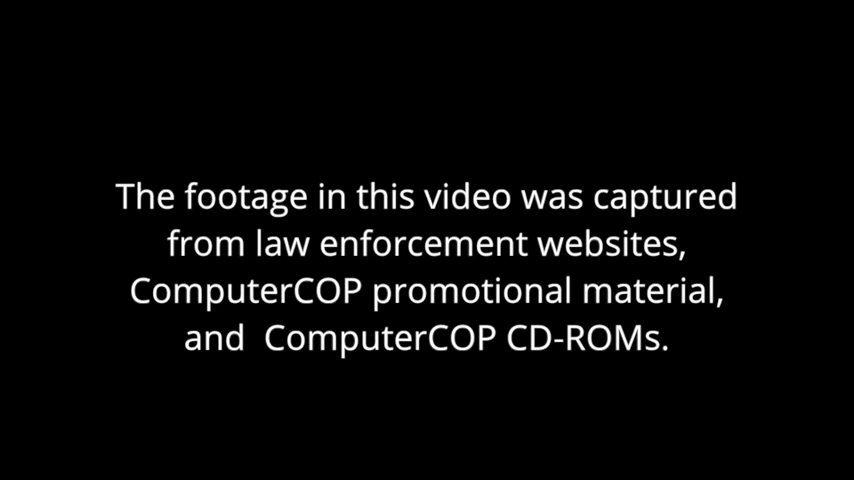 The footage in this video was captured
from law enforcement websites,
ComputerCOP promotional material,
and  ComputerCOP CD-ROMs.